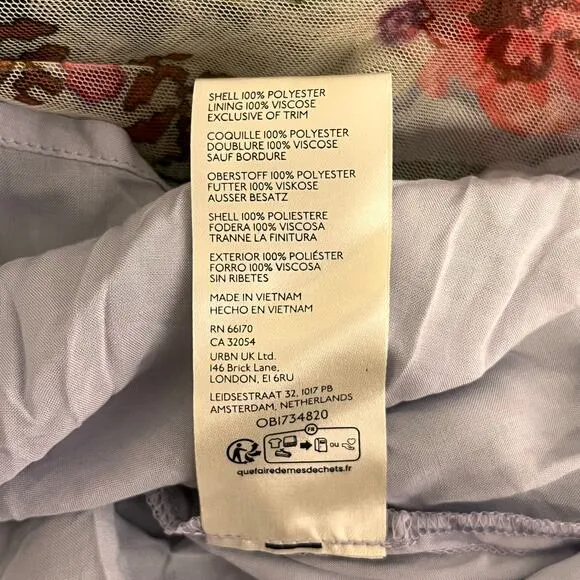 SHELL 100% POLYESTER
LINING 100% VISCOSE
EXCLUSIVE OF TRIM
COQUILLE 100% POLYESTER
DOUBLURE 100% VISCOSE
SAUF BORDURE
OBERSTOFF 100% POLYESTER
FUTTER 100% VISKOSE
AUSSER BESATZ
SHELL 100% POLIESTERE
FODERA 100% VISCOSA
TRANNE LA FINITURA
EXTERIOR 100% POLIÉSTER
FORRO 100% VISCOSA
SIN RIBETES
MADE IN VIETNAM
HECHO EN VIETNAM
RN 66170
CA 32054
URBN UK Ltd.
146 Brick Lane,
LONDON, E1 6RU
LEIDSESTRAAT 32, 1017 PB
AMSTERDAM, NETHERLANDS
OB1734820
FR
OU
quefairedemesdechets.fr